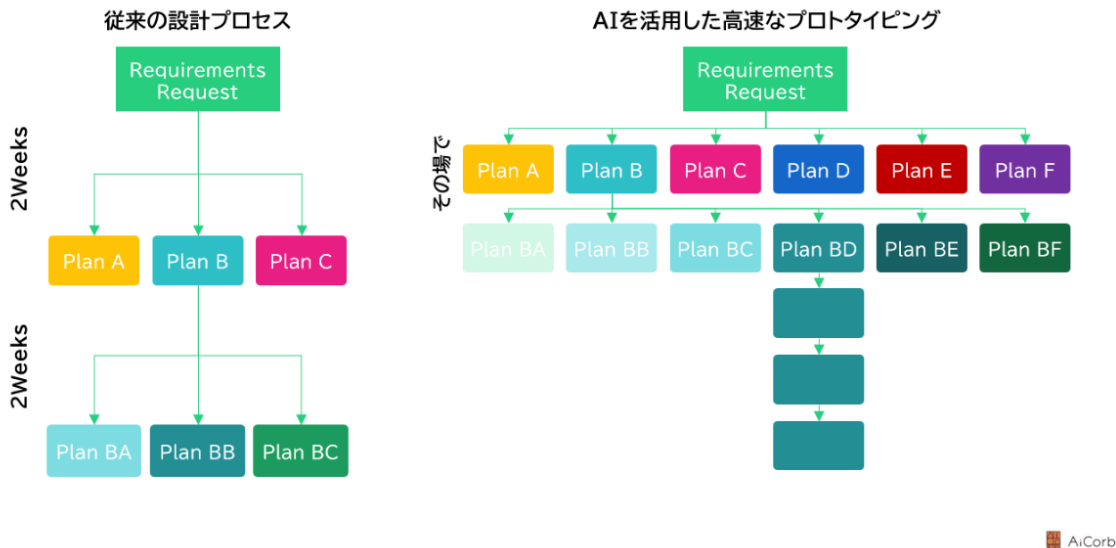 従来の設計プロセス
Requirements
Request
2Weeks
Plan A
Plan B
Plan C
2Weeks
Plan BA
Plan BB
Plan BC
AIを活用した高速なプロトタイピング
Requirements
Request
その場で
Plan A
Plan B
Plan C
Plan D
Plan E
Plan F
Plan BA
Plan BB
Plan BC
Plan BD
Plan BE
Plan BF
AiCorb